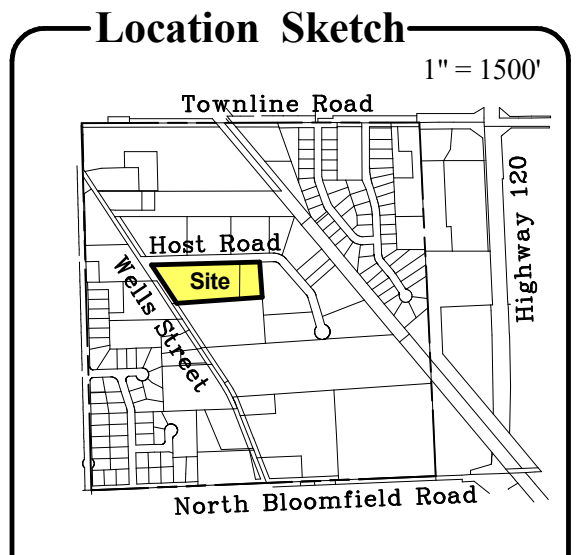 Location Sketch
1" = 1500'
Townline Road
Highway 120
Host Road
Site
Wells Street
North Bloomfield Road